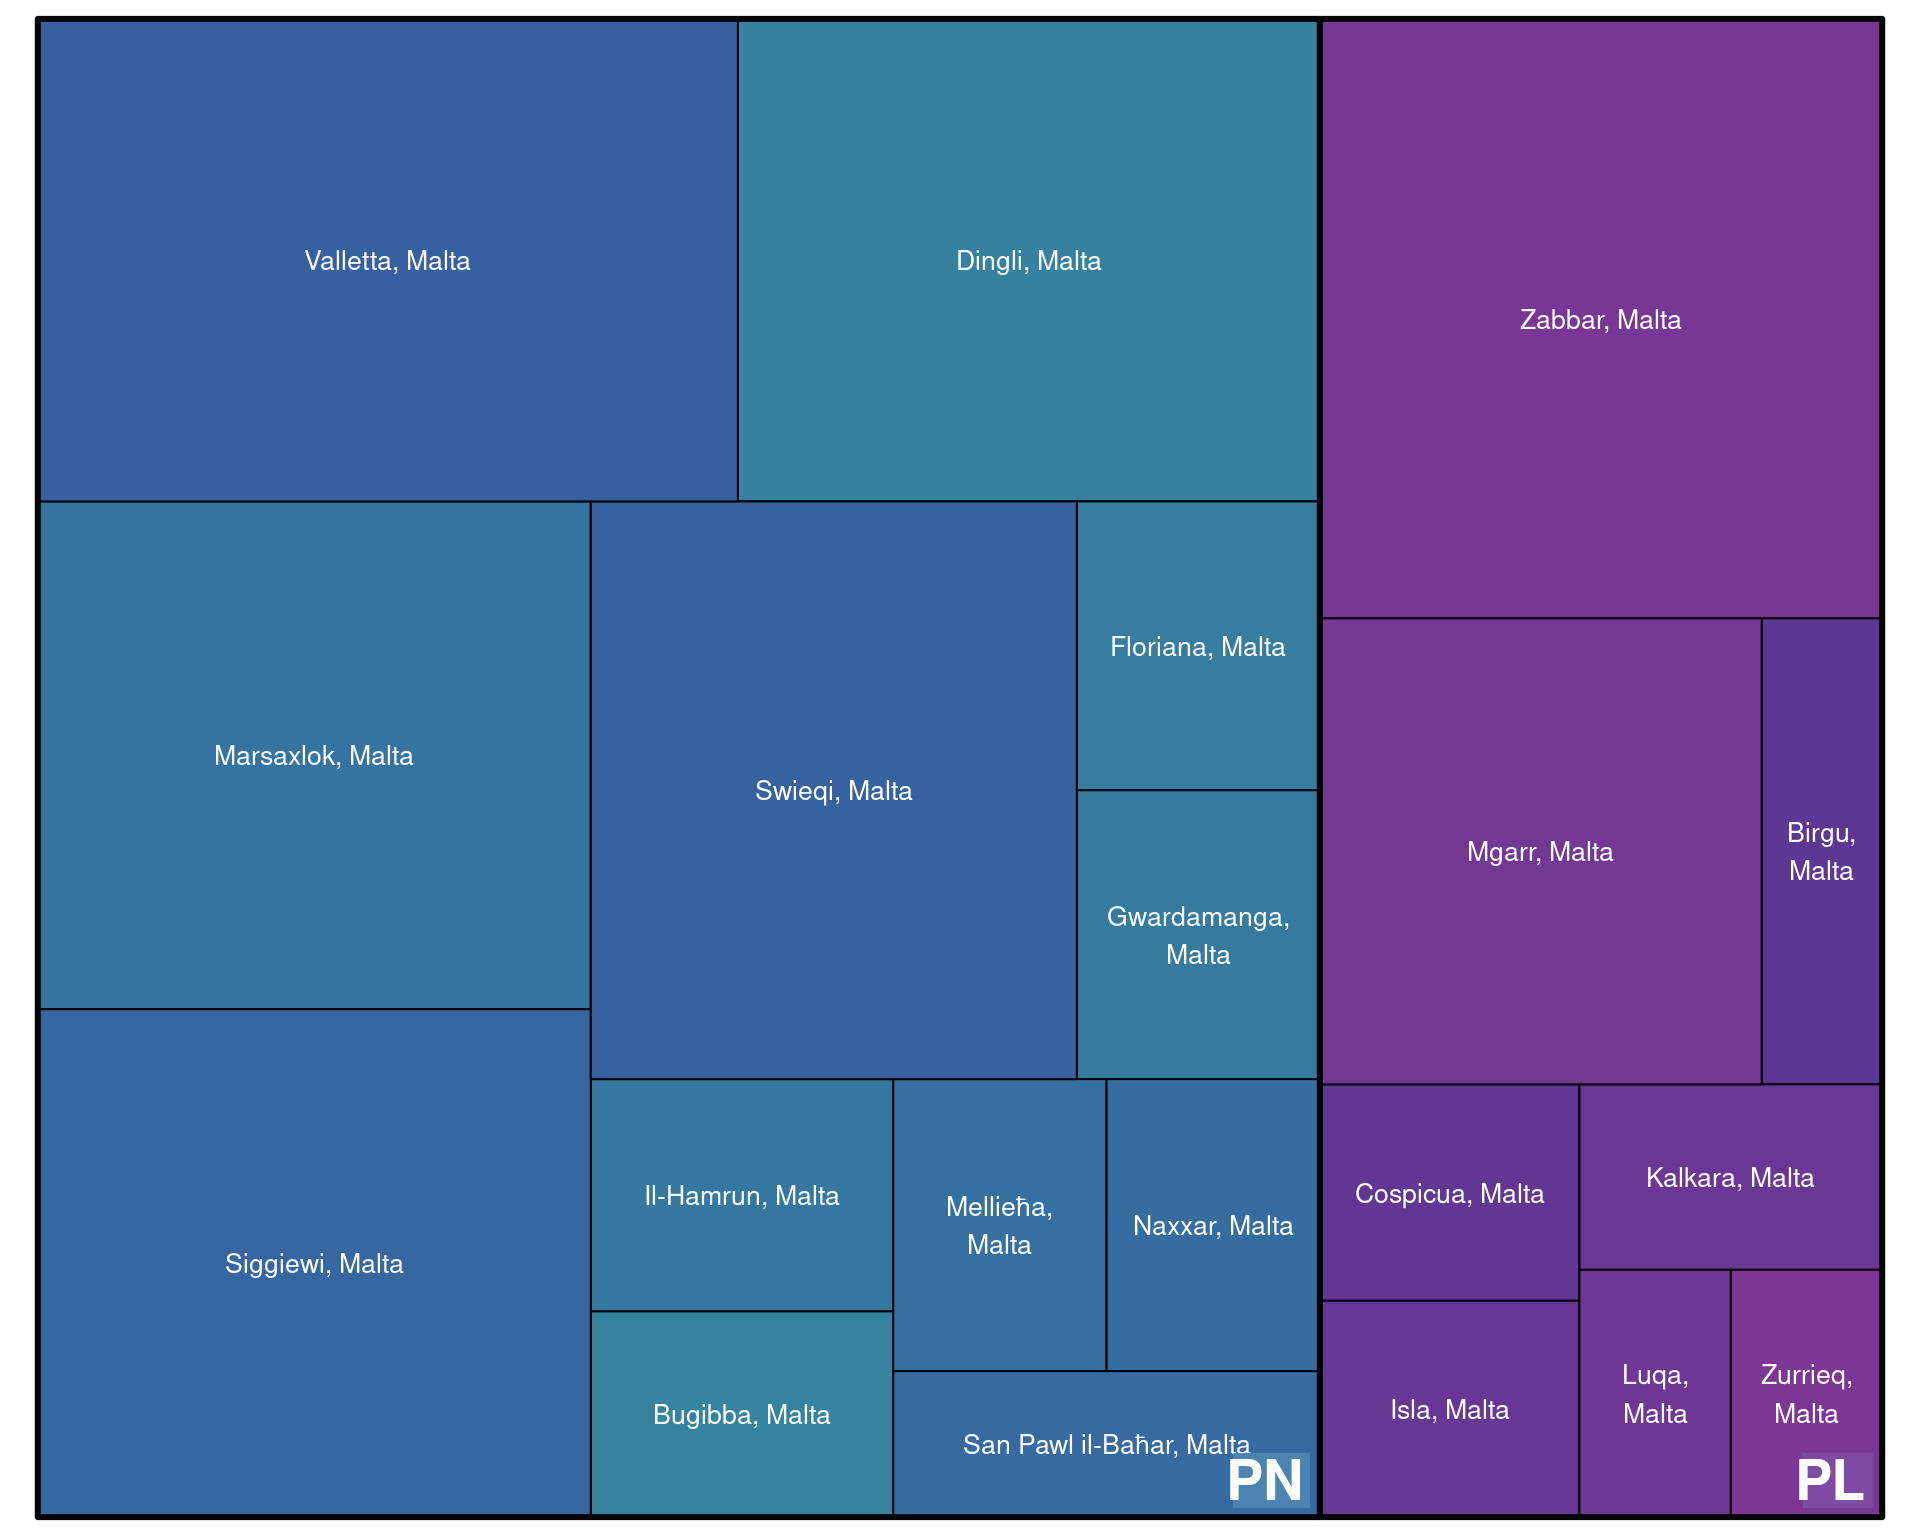 Valletta, Malta
Dingli, Malta
Zabbar, Malta
Marsaxlok, Malta
Swieqi, Malta
Floriana, Malta
Gwardamanga,
Malta
Mgarr, Malta
Birgu,
Malta
Siggiewi, Malta
Il-Hamrun, Malta
Mellieħa,
Malta
Naxxar, Malta
Bugibba, Malta
San Pawl il-Baħar, Malta
PN
Cospicua, Malta
Kalkara, Malta
Isla, Malta
Luqa,
Malta
Zurrieq,
Malta
PL